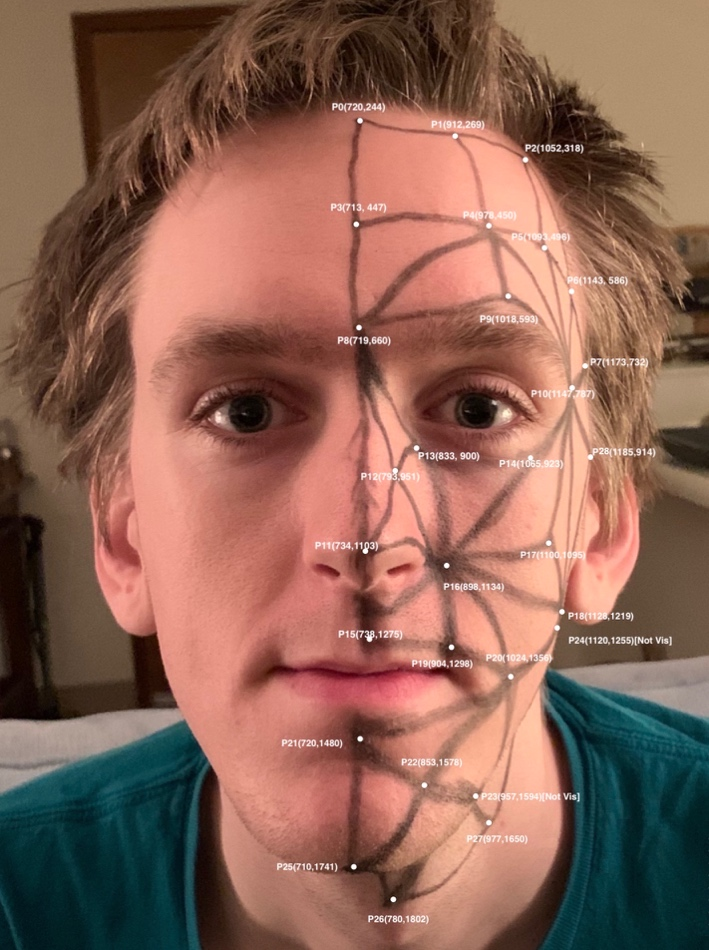 P0(720,244)
P1(912,269)
P2(1052,318)
P3(713, 447)
P4(978,450)
P5(1093,496)
P6(1143, 586)
P9(1018,593)
P8(719,660)
P7(1173,732)
P10(1147,787)
P13(833, 900)
P28(1185,914)
P14(1065,923)
P12(793,951)
P11(734,1103)
P17(1100,1095)
P16(898,1134)
P18(1128,1219)
P15(738,1275)
P24(1120,1255)[Not Vis]
P19(904,1298)
P20(1024,1356)
P21(720,1480)
P22(853,1578)
P23(957,1594)[Not Vis]
P27(977,1650)
P25(710,1741)
P26(780,1802)